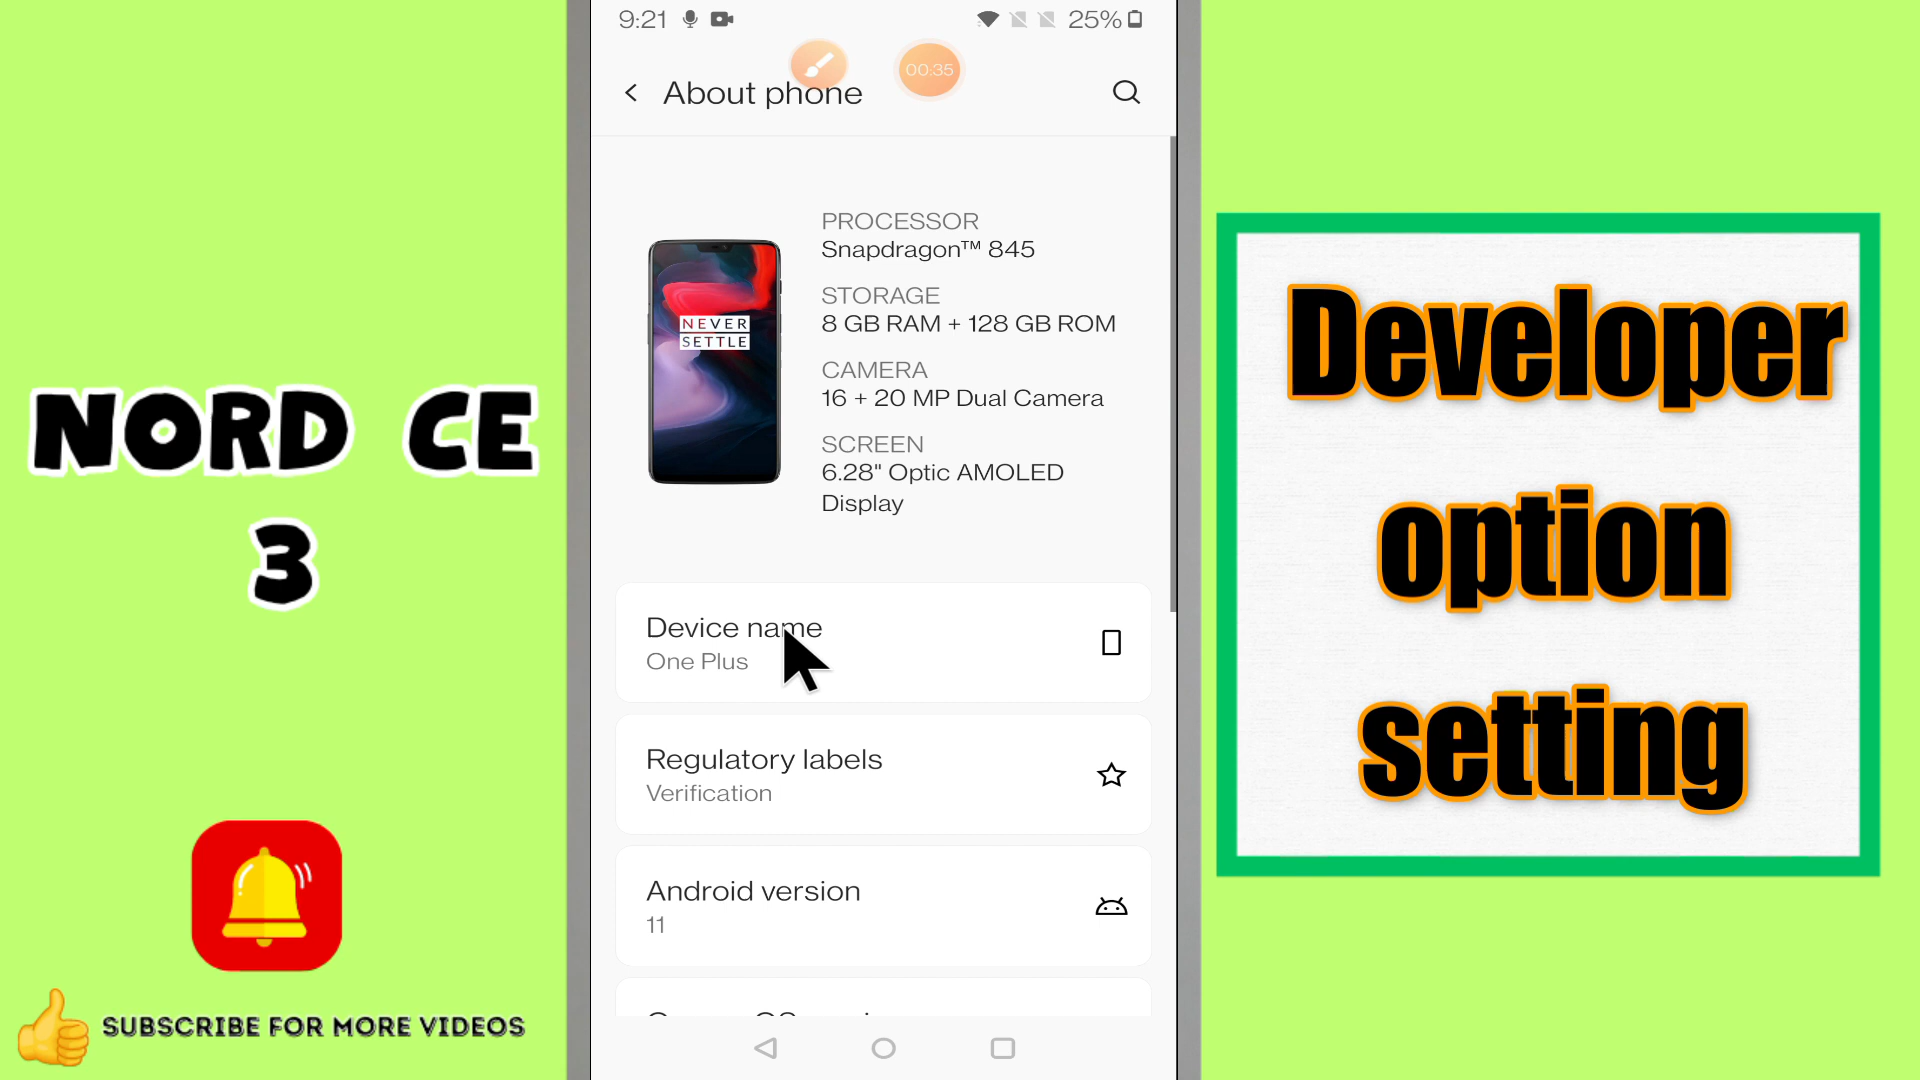 NORD CE
3
SUBSCRIBE FOR MORE VIDEOS
9:21
25%
00:35
About phone
PROCESSOR
Snapdragon™ 845
STORAGE
8 GB RAM + 128 GB ROM
CAMERA
16 + 20 MP Dual Camera
SCREEN
6.28" Optic AMOLED
Display
NEVER
SETTLE
Device name
One Plus
Regulatory labels
Verification
Android version
11
Developer
option
setting